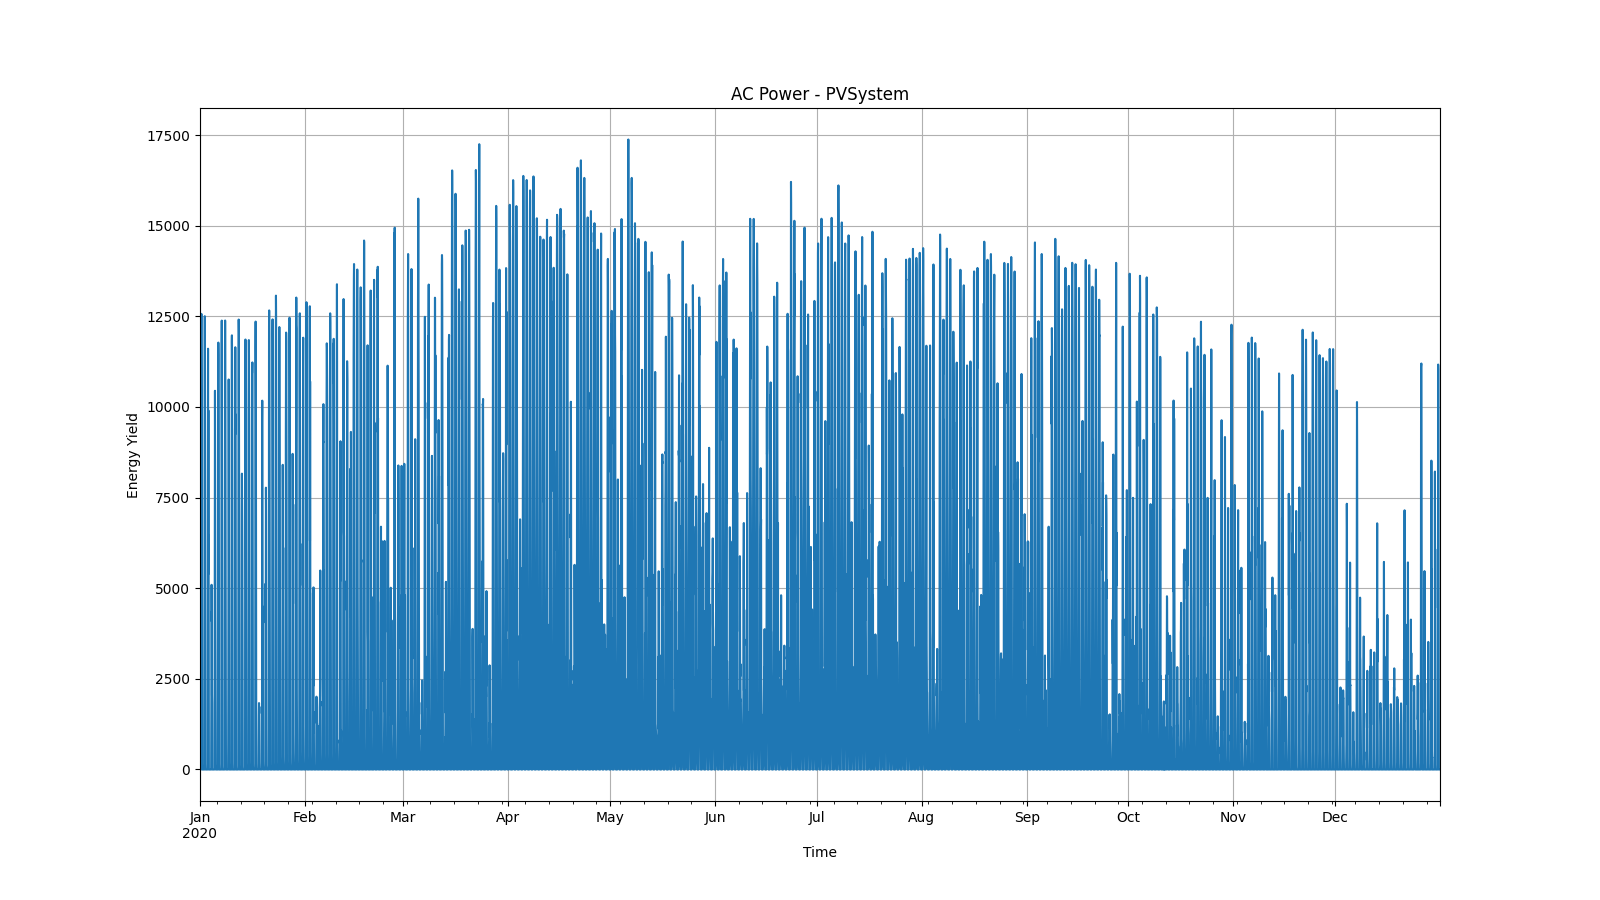 AC Power - PVSystem
17500
15000
12500
10000
7500
5000
2500
0
Energy Yield
Jan Feb Mar Apr May Jun Jul Aug Sep Oct Nov Dec
2020
Time